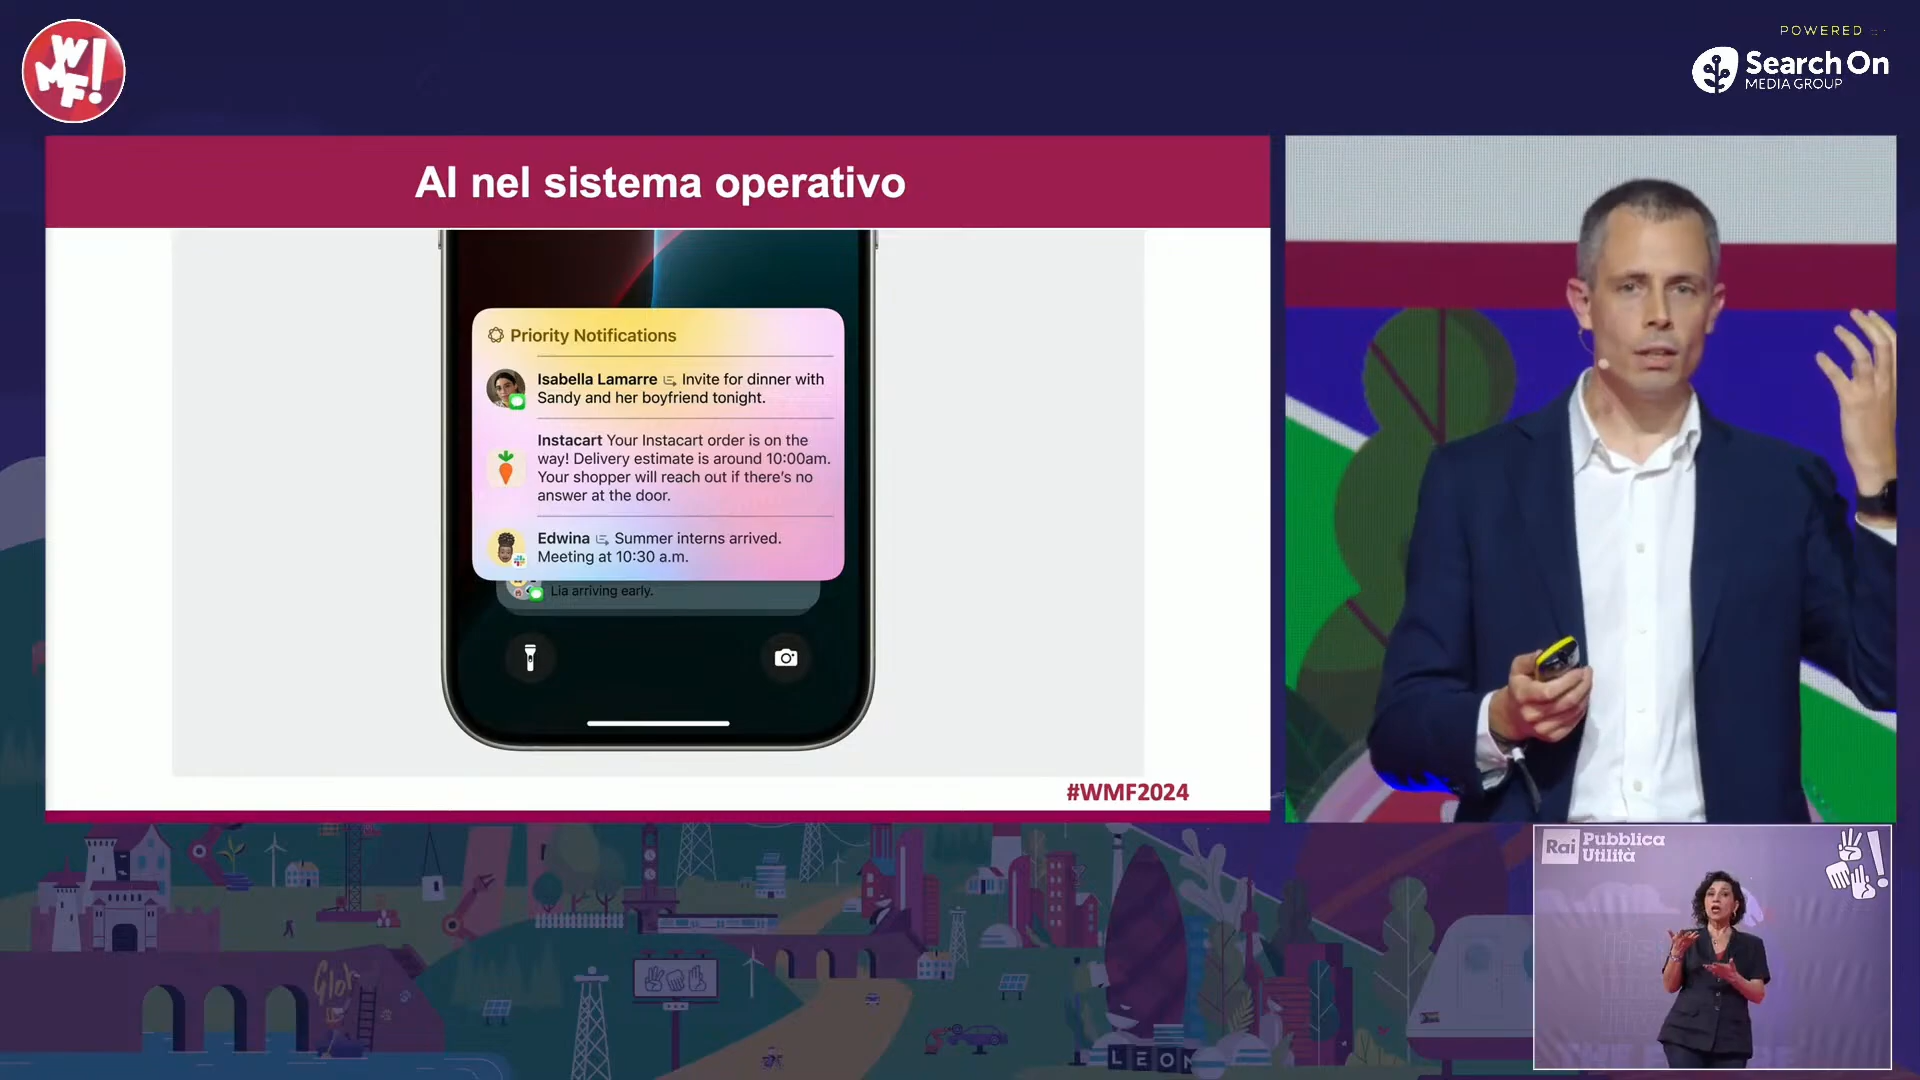 WMF!
POWERED
Search On
MEDIA GROUP
AI nel sistema operativo
Priority Notifications
Isabella Lamarre Invite for dinner with
Sandy and her boyfriend tonight.
Instacart Your Instacart order is on the
way! Delivery estimate is around 10:00am.
Your shopper will reach out if there's no
answer at the door.
Edwina Summer interns arrived.
Meeting at 10:30 a.m.
Lia arriving early.
#WMF2024
Rai Pubblica
Utilità
Glor
LEON